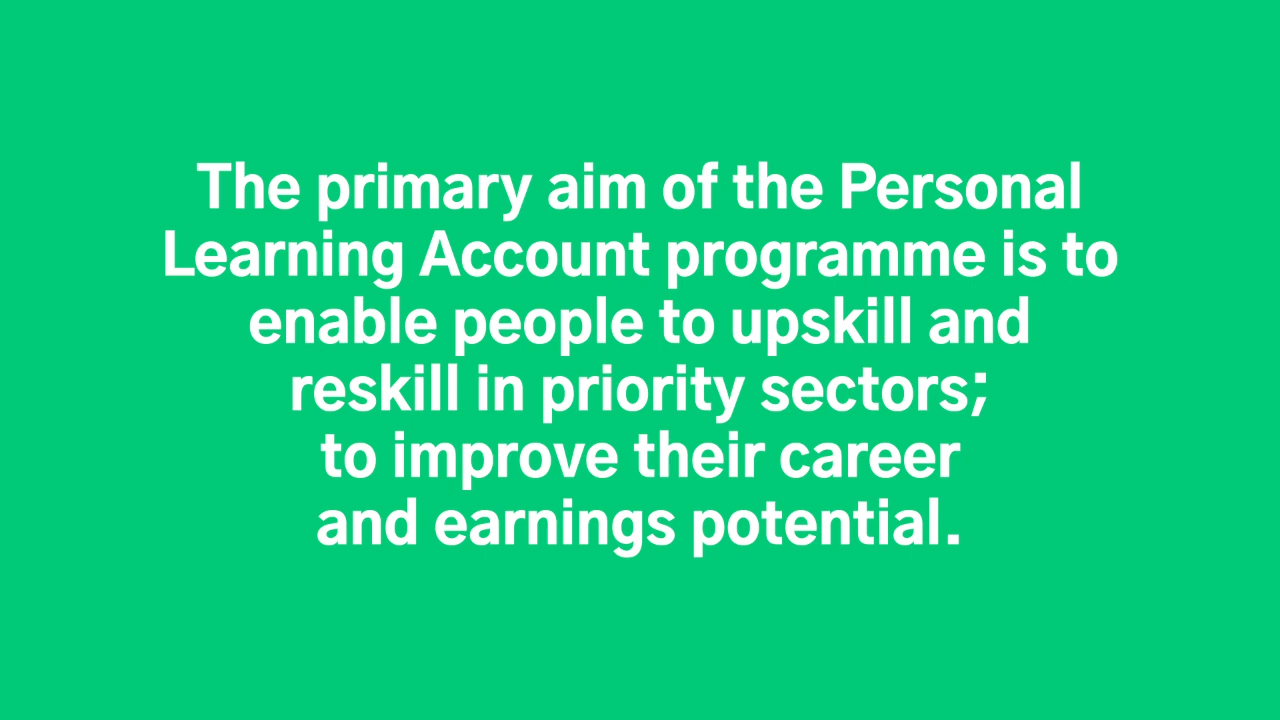 The primary aim of the Personal
Learning Account programme is to
enable people to upskill and
reskill in priority sectors;
to improve their career
and earnings potential.